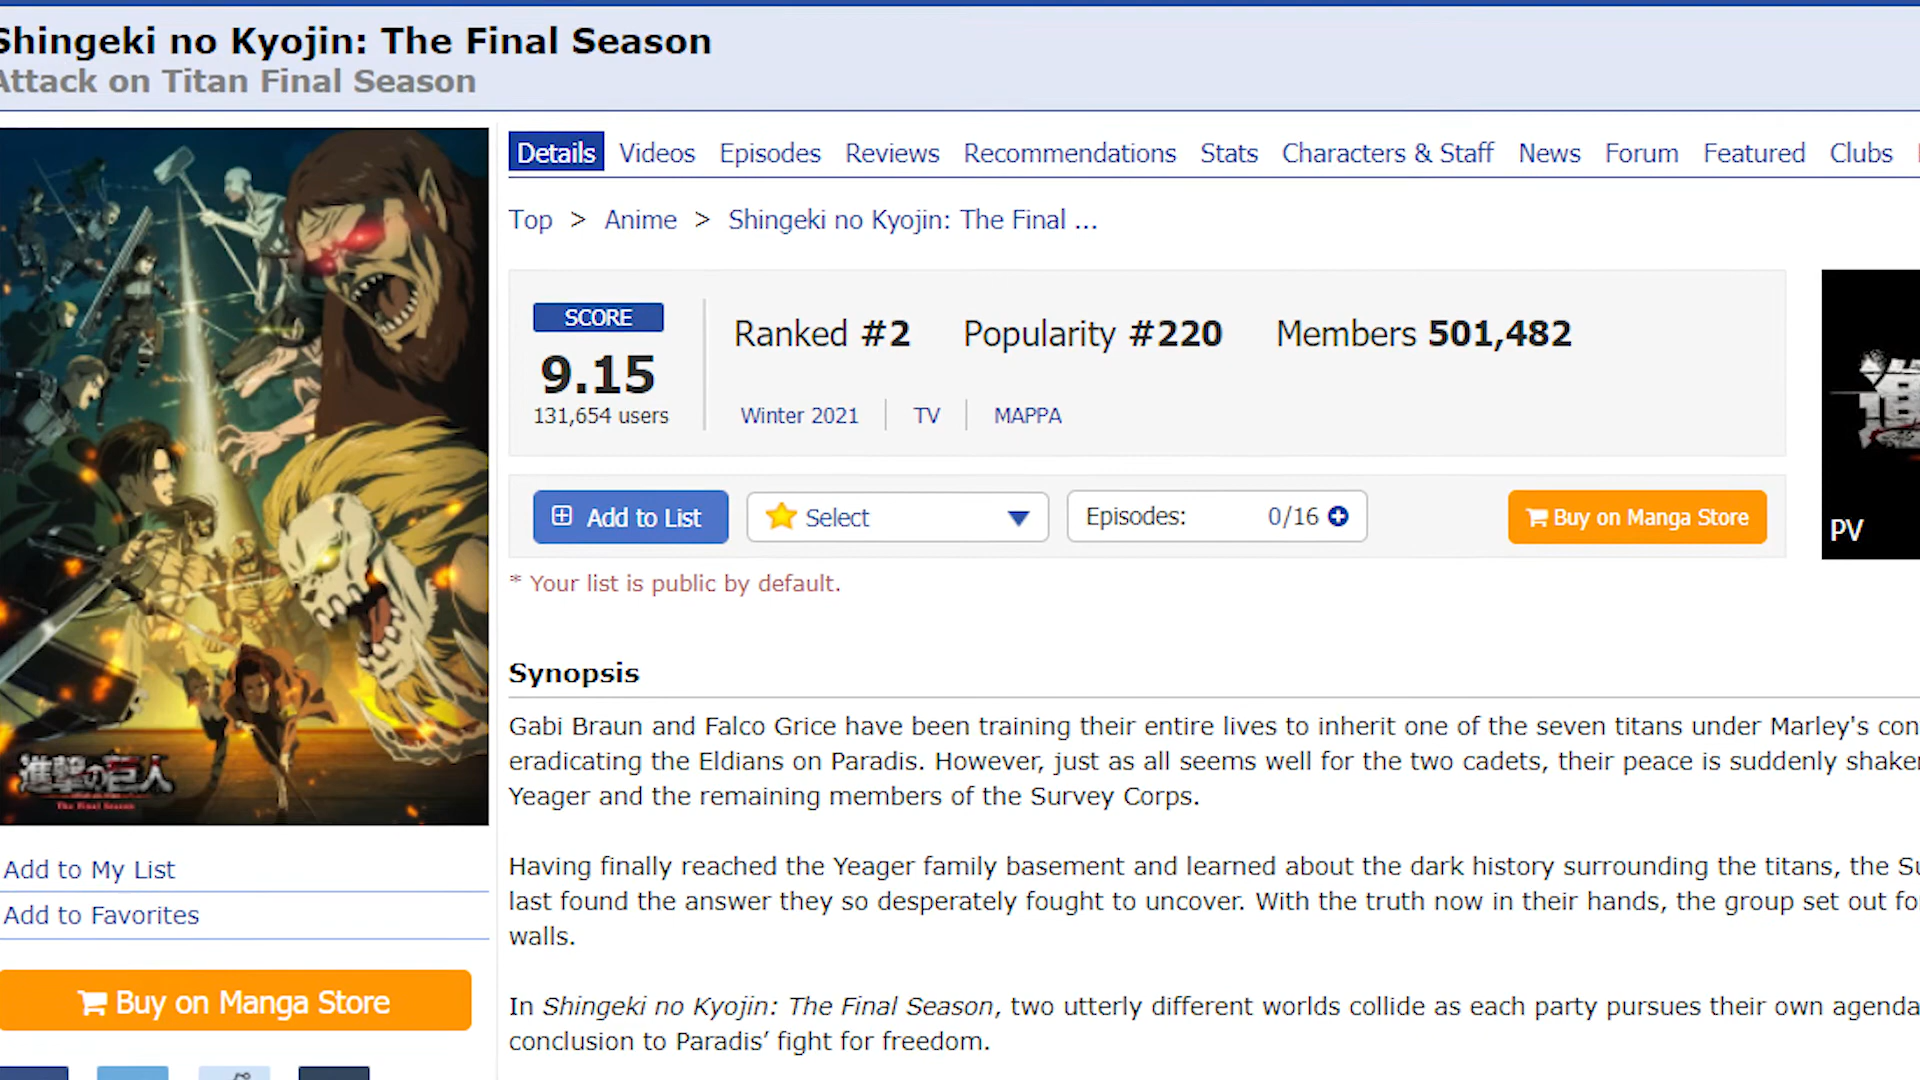 Shingeki no Kyojin: The Final Season
Attack on Titan Final Season
Details Videos Episodes Reviews Recommendations Stats Characters & Staff News Forum Featured Clubs
Top > Anime > Shingeki no Kyojin: The Final ...
SCORE
9.15
131,654 users
Ranked #2 Popularity #220 Members 501,482
Winter 2021 TV MAPPA
Add to List Select Episodes: 0/16 Buy on Manga Store
PV
* Your list is public by default.
Synopsis
Gabi Braun and Falco Grice have been training their entire lives to inherit one of the seven titans under Marley's con
eradicating the Eldians on Paradis. However, just as all seems well for the two cadets, their peace is suddenly shaken
Yeager and the remaining members of the Survey Corps.
Having finally reached the Yeager family basement and learned about the dark history surrounding the titans, the Su
last found the answer they so desperately fought to uncover. With the truth now in their hands, the group set out fo
walls.
In Shingeki no Kyojin: The Final Season, two utterly different worlds collide as each party pursues their own agenda
conclusion to Paradis’ fight for freedom.
進撃の巨人
The Final Season
進
Add to My List
Add to Favorites
Buy on Manga Store